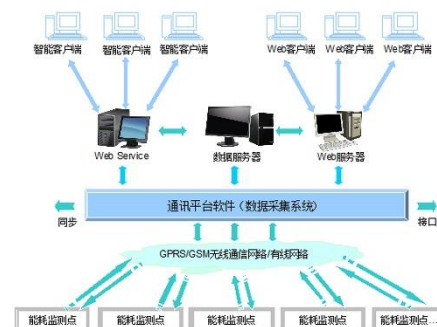 智能客户端 智能客户端 智能客户端 Web客户端 Web客户端 Web客户端
Web Service 数据服务器 Web服务器
通讯平台软件（数据采集系统）
同步 接口
GPRS/GSM无线通信网络/有线网络
能耗监测点 能耗监测点 能耗监测点 能耗监测点 能耗监测点...